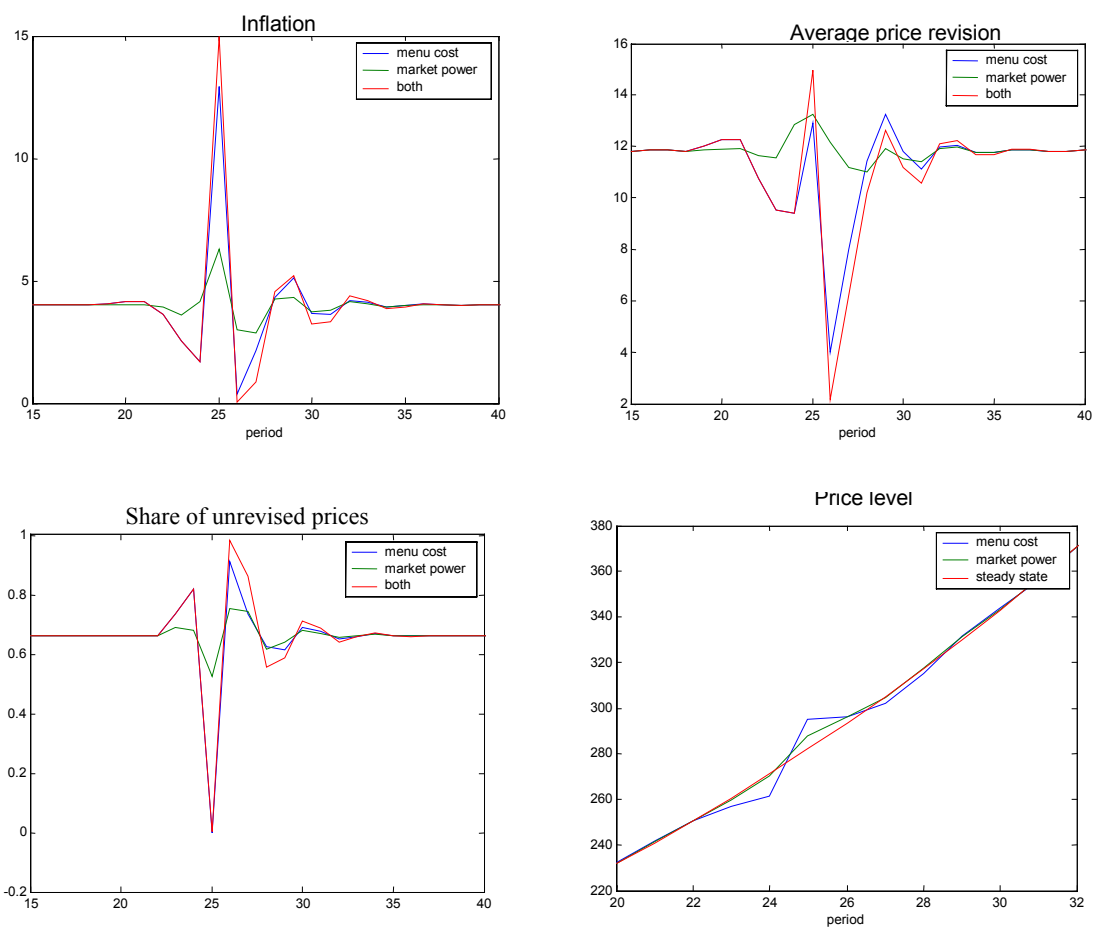 Inflation
15
10
5
0
15
20
25
30
35
40
period
menu cost
market power
both
Average price revision
16
14
12
10
8
6
4
2
15
20
25
30
35
40
period
menu cost
market power
both
Share of unrevised prices
1
0.8
0.6
0.4
0.2
0
-0.2
15
20
25
30
35
40
menu cost
market power
both
Price level
380
360
340
320
300
280
260
240
220
20
22
24
26
28
30
32
period
menu cost
market power
steady state